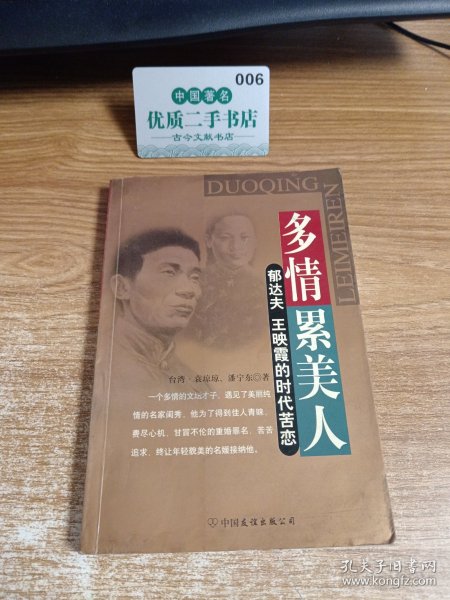 006
中国著名
优质二手书店
古今文献书店
DUOQING
LEIMEIREN
多情累美人
郁达夫 王映霞的时代苦恋
台湾·袁琼琼、潘宁东◎著
一个多情的文坛才子，遇见了美丽纯
情的名家闺秀，他为了得到佳人青睐，
费尽心机，甘冒不伦的重婚罪名，苦苦
追求，终让年轻貌美的名媛接纳他。
中国友谊出版公司
孔夫子旧书网
www.kongfz.com